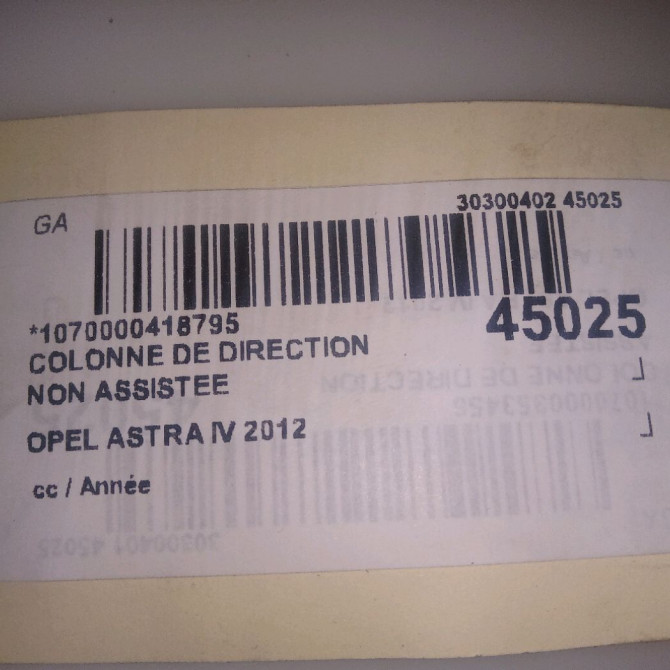 GA
30300402 45025
*1070000418795
45025
COLONNE DE DIRECTION
NON ASSISTEE
OPEL ASTRA IV 2012
cc / Année